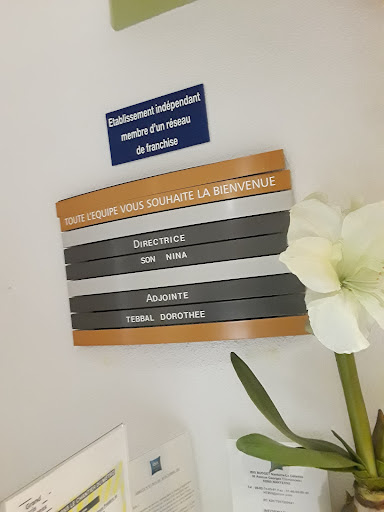 Etablissement indépendant
membre d'un réseau
de franchise
TOUTE L'EQUIPE VOUS SOUHAITE LA BIENVENUE
DIRECTRICE
SON NINA
ADJOINTE
TEBBAL DOROTHEE